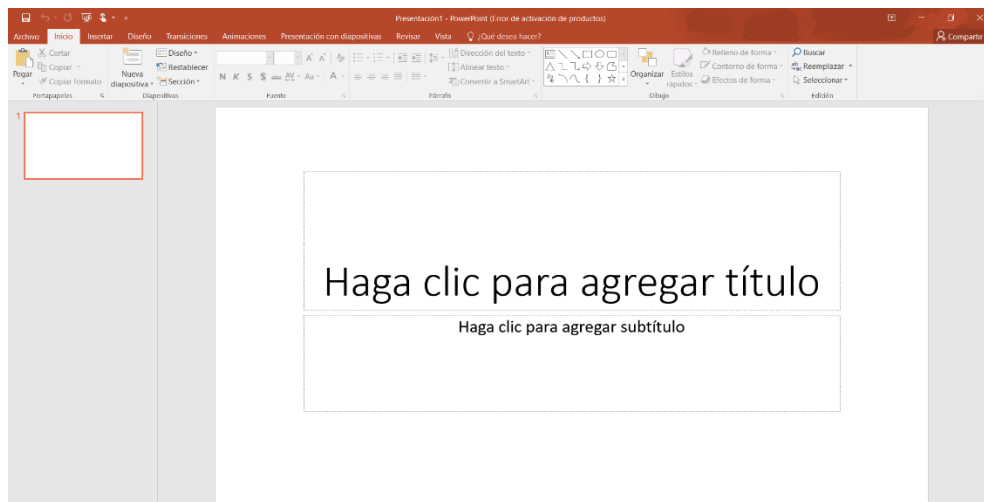 Presentación1 - PowerPoint (Error de activación de productos)
Archivo Inicio Insertar Diseño Transiciones Animaciones Presentación con diapositivas Revisar Vista ¿Qué desea hacer? Compartir
Pegar
Cortar
Copiar
Copiar formato
Portapapeles
Nueva
diapositiva
Diseño
Restablecer
Sección
Diapositivas
N K S S abc AV Aa A
Fuente
Dirección del texto
Alinear texto
Convertir a SmartArt
Párrafo
Organizar
Estilos
rápidos
Relleno de forma
Contorno de forma
Efectos de forma
Dibujo
Buscar
Reemplazar
Seleccionar
Edición
1
Haga clic para agregar título
Haga clic para agregar subtítulo